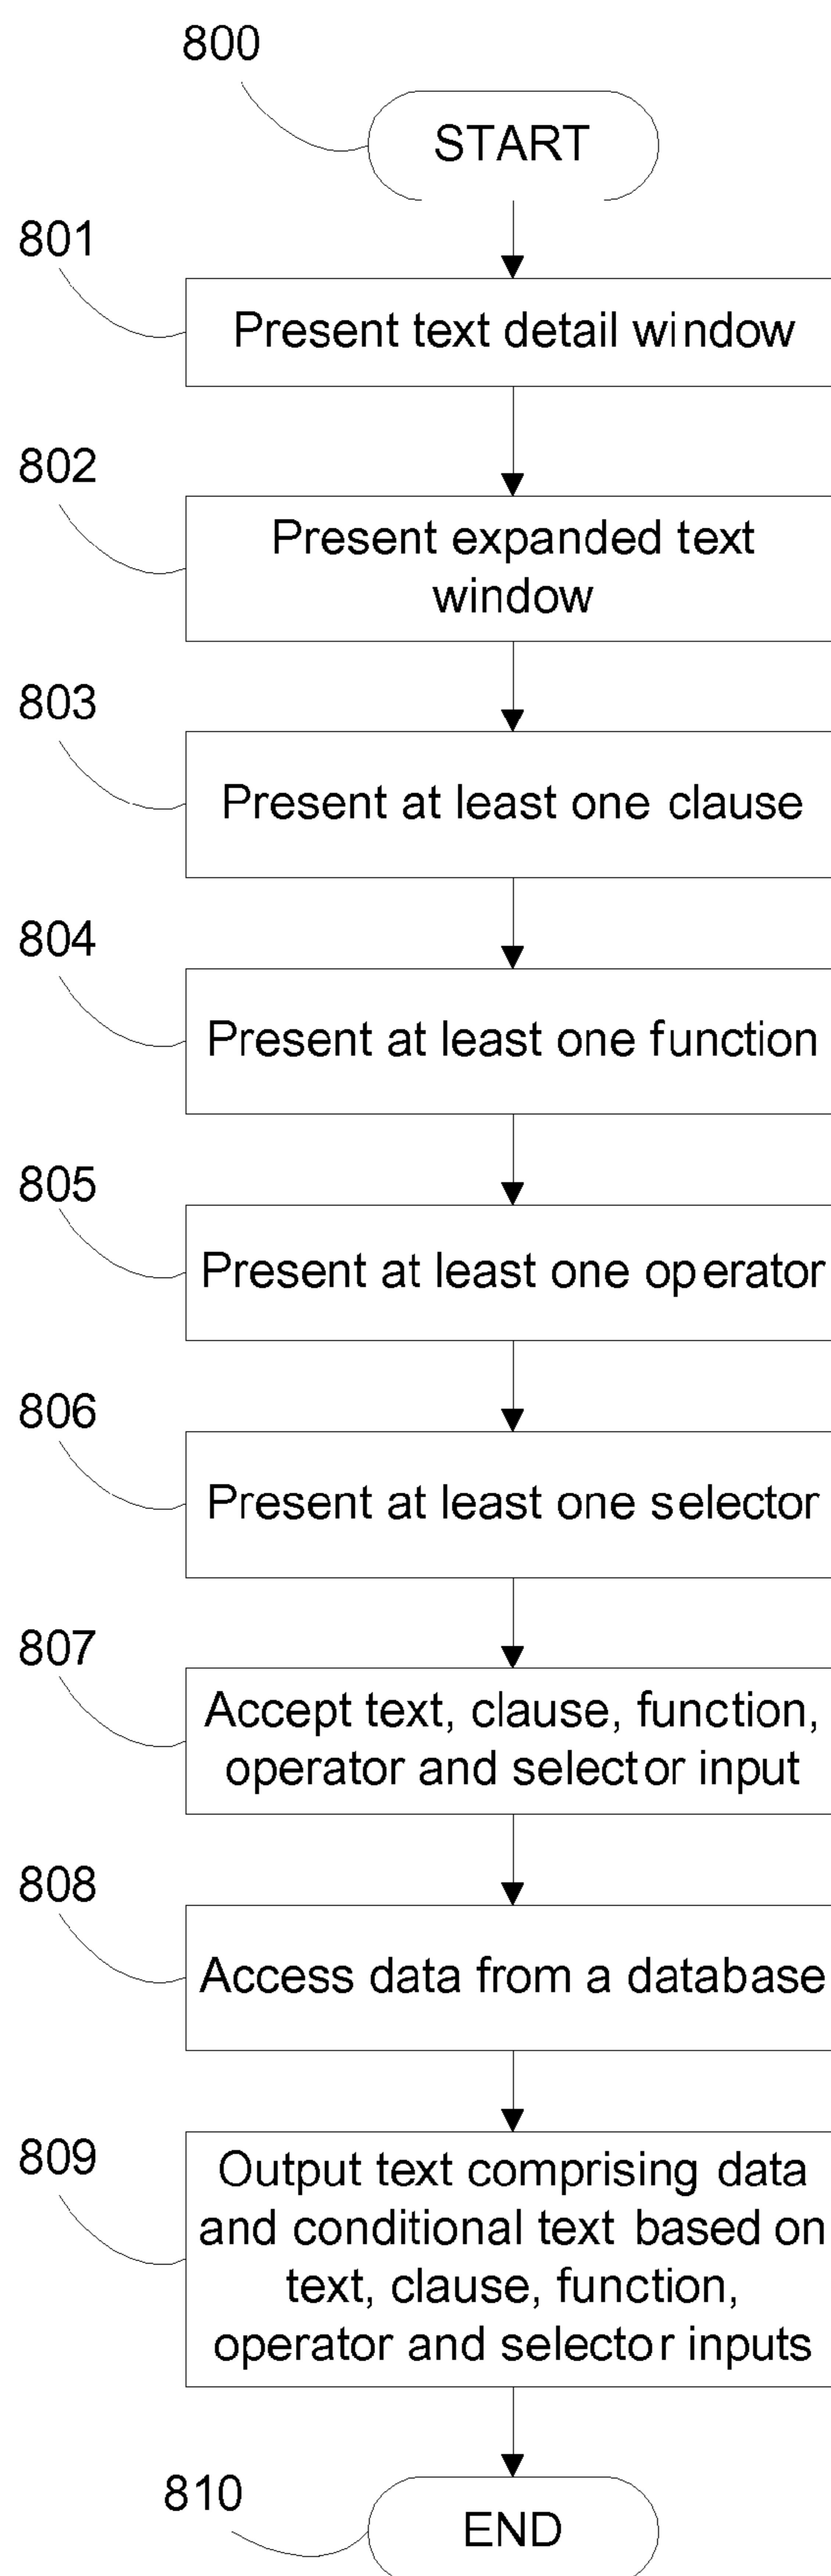 800
START
801
Present text detail window
802
Present expanded text
window
803
Present at least one clause
804
Present at least one function
805
Present at least one operator
806
Present at least one selector
807
Accept text, clause, function,
operator and selector input
808
Access data from a database
809
Output text comprising data
and conditional text based on
text, clause, function,
operator and selector inputs
810
END